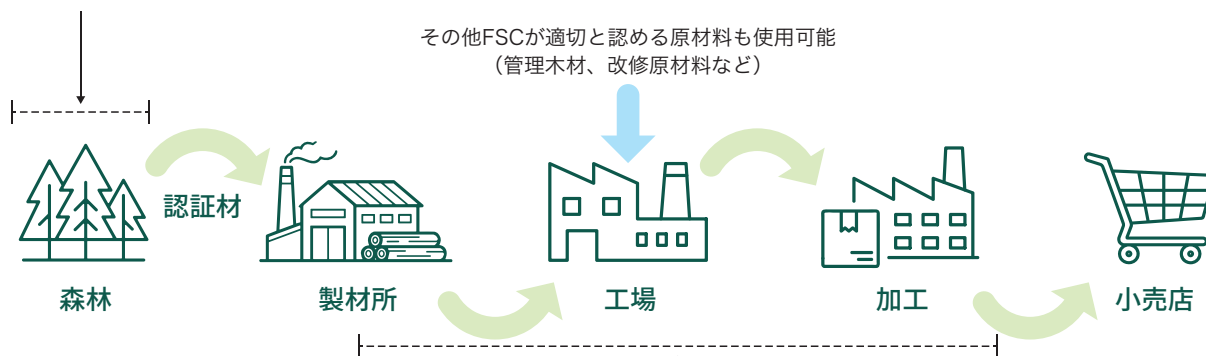 その他FSCが適切と認める原材料も使用可能
（管理木材、改修原材料など）
認証材
森林
製材所
工場
加工
小売店